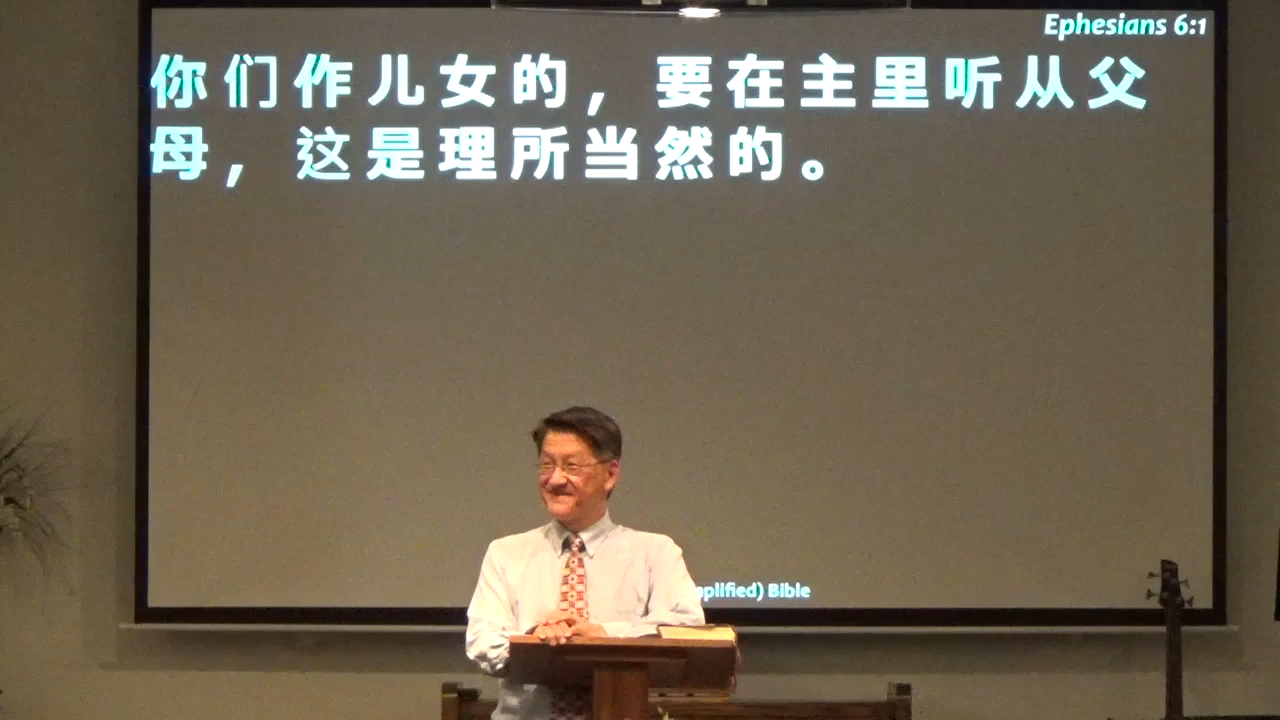 Ephesians 6:1
你们作儿女的，要在主里听从父
母，这是理所当然的。
plified) Bible